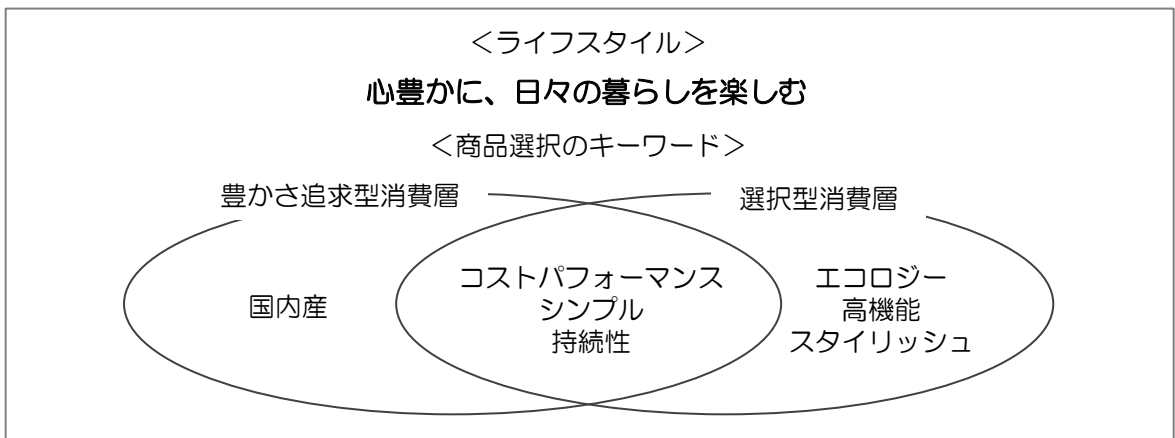 ＜ライフスタイル＞
心豊かに、日々の暮らしを楽しむ
＜商品選択のキーワード＞
豊かさ追求型消費層
選択型消費層
国内産
コストパフォーマンス
シンプル
持続性
エコロジー
高機能
スタイリッシュ